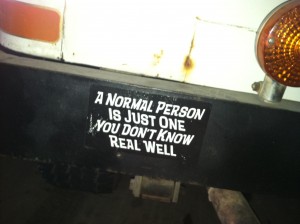 A NORMAL PERSON
IS JUST ONE
YOU DON'T KNOW
REAL WELL